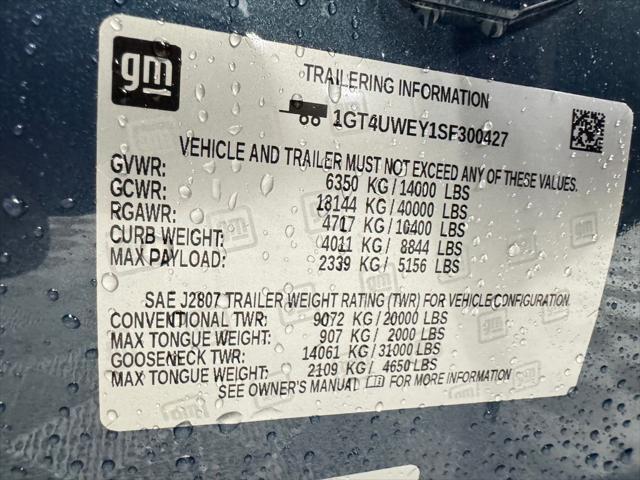 gm
TRAILERING INFORMATION
1GT4UWEY1SF300427
VEHICLE AND TRAILER MUST NOT EXCEED ANY OF THESE VALUES.
GVWR: 6350 KG/14000 LBS
GCWR: 18144 KG/40000 LBS
RGAWR: 4717 KG/10400 LBS
CURB WEIGHT: 4011 KG/ 8844 LBS
MAX PAYLOAD: 2339 KG/ 5156 LBS
SAE J2807 TRAILER WEIGHT RATING (TWR) FOR VEHICLE CONFIGURATION.
CONVENTIONAL TWR: 9072 KG/20000 LBS
MAX TONGUE WEIGHT: 907 KG/ 2000 LBS
GOOSENECK TWR: 14061 KG/31000 LBS
MAX TONGUE WEIGHT: 2109 KG/ 4650 LBS
SEE OWNER'S MANUAL FOR MORE INFORMATION